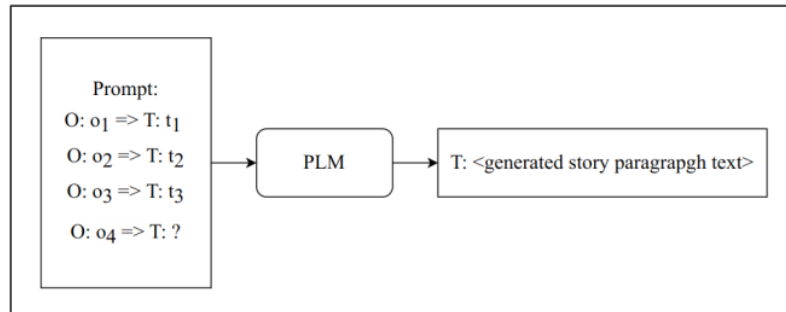 Prompt:
O: o1 => T: t1
O: o2 => T: t2
O: o3 => T: t3
O: o4 => T: ?
PLM
T: <generated story paragrapgh text>